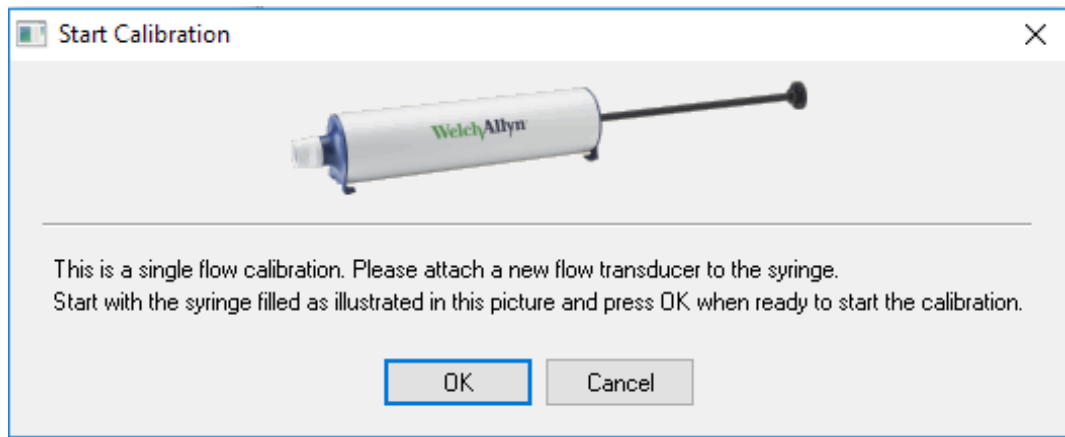 Start Calibration
WelchAllyn
This is a single flow calibration. Please attach a new flow transducer to the syringe.
Start with the syringe filled as illustrated in this picture and press OK when ready to start the calibration.
OK
Cancel